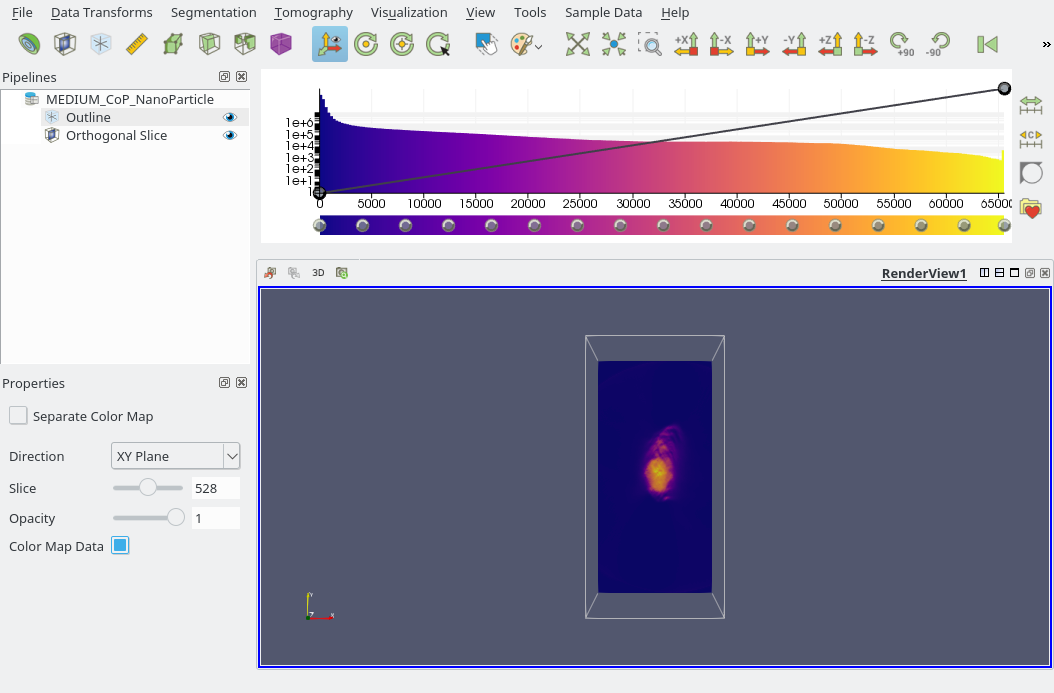 File Data Transforms Segmentation Tomography Visualization View Tools Sample Data Help
+X -X +Y -Y +Z -Z +90 -90 »
Pipelines
MEDIUM_CoP_NanoParticle
Outline
Orthogonal Slice
1e+6
1e+5
1e+4
1e+3
1e+2
1e+1
0 5000 10000 15000 20000 25000 30000 35000 40000 45000 50000 55000 60000 65000
C
3D
RenderView1
Properties
Separate Color Map
Direction XY Plane
Slice 528
Opacity 1
Color Map Data
Y
Z X